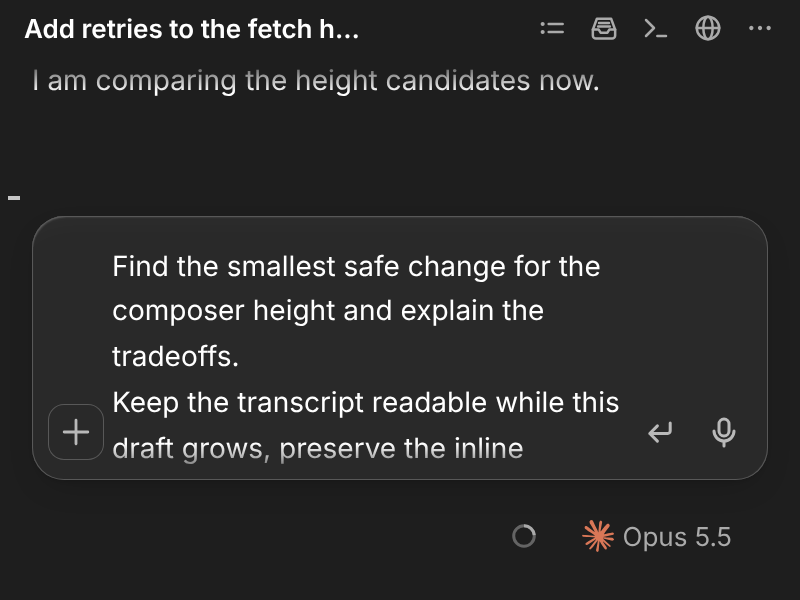 Add retries to the fetch h…
I am comparing the height candidates now.
Find the smallest safe change for the
composer height and explain the
tradeoffs.
Keep the transcript readable while this
draft grows, preserve the inline
Opus 5.5